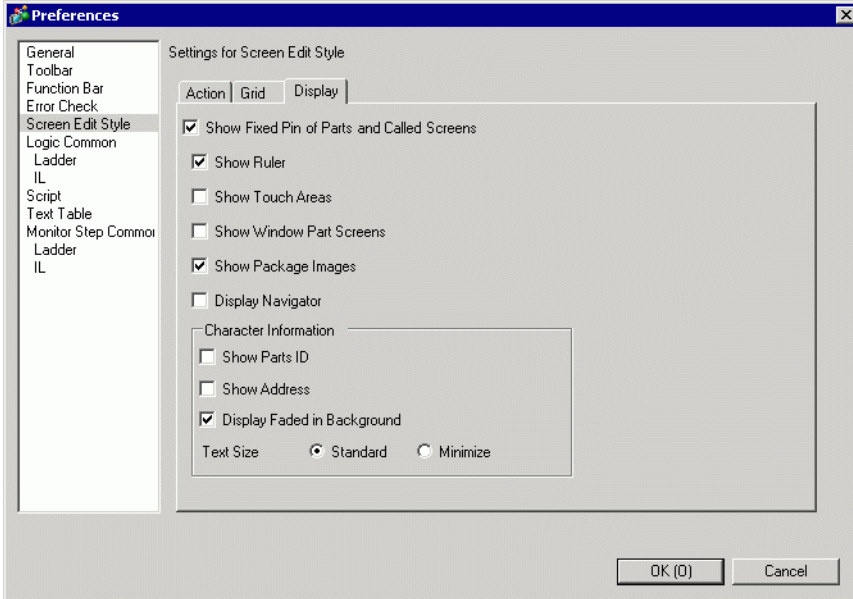 Preferences
General
Toolbar
Function Bar
Error Check
Screen Edit Style
Logic Common
Ladder
IL
Script
Text Table
Monitor Step Commor
Ladder
IL
Settings for Screen Edit Style
Action Grid Display
Show Fixed Pin of Parts and Called Screens
Show Ruler
Show Touch Areas
Show Window Part Screens
Show Package Images
Display Navigator
Character Information
Show Parts ID
Show Address
Display Faded in Background
Text Size Standard Minimize
OK (O) Cancel